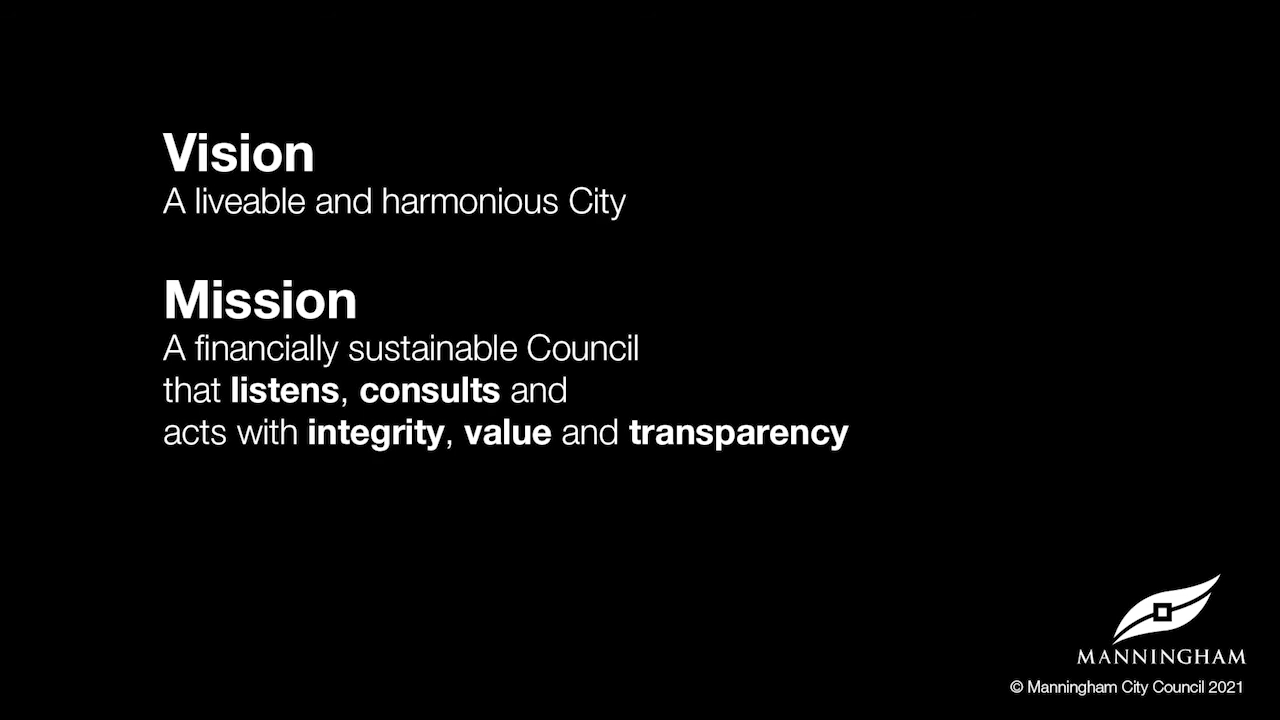 Vision
A liveable and harmonious City
Mission
A financially sustainable Council
that listens, consults and
acts with integrity, value and transparency
MANNINGHAM
© Manningham City Council 2021